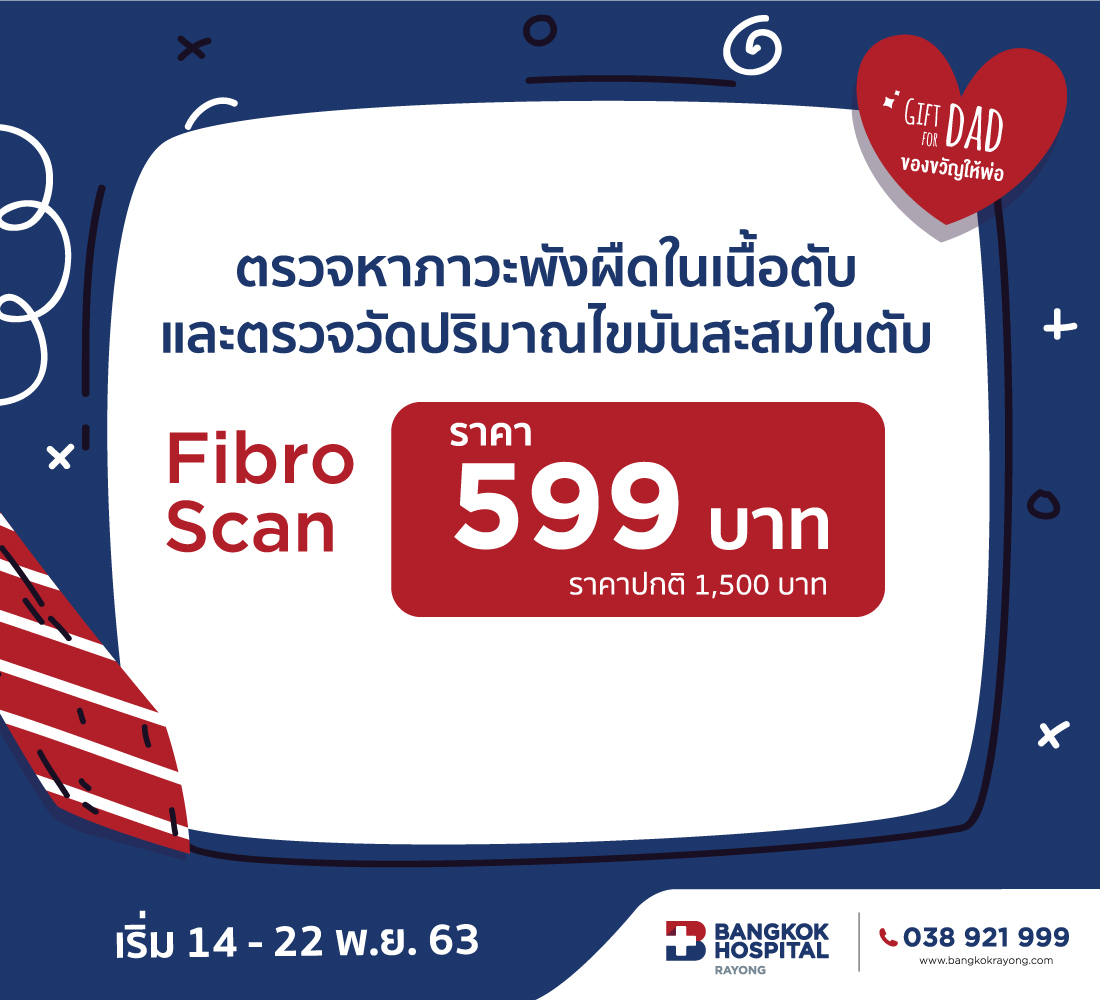 GIFT
FOR DAD
ของขวัญให้พ่อ
ตรวจหาภาวะพังผืดในเนื้อตับ
และตรวจวัดปริมาณไขมันสะสมในตับ
Fibro
Scan
ราคา
599 บาท
ราคาปกติ 1,500 บาท
เริ่ม 14 - 22 พ.ย. 63
BANGKOK
HOSPITAL
RAYONG
038 921 999
www.bangkokrayong.com